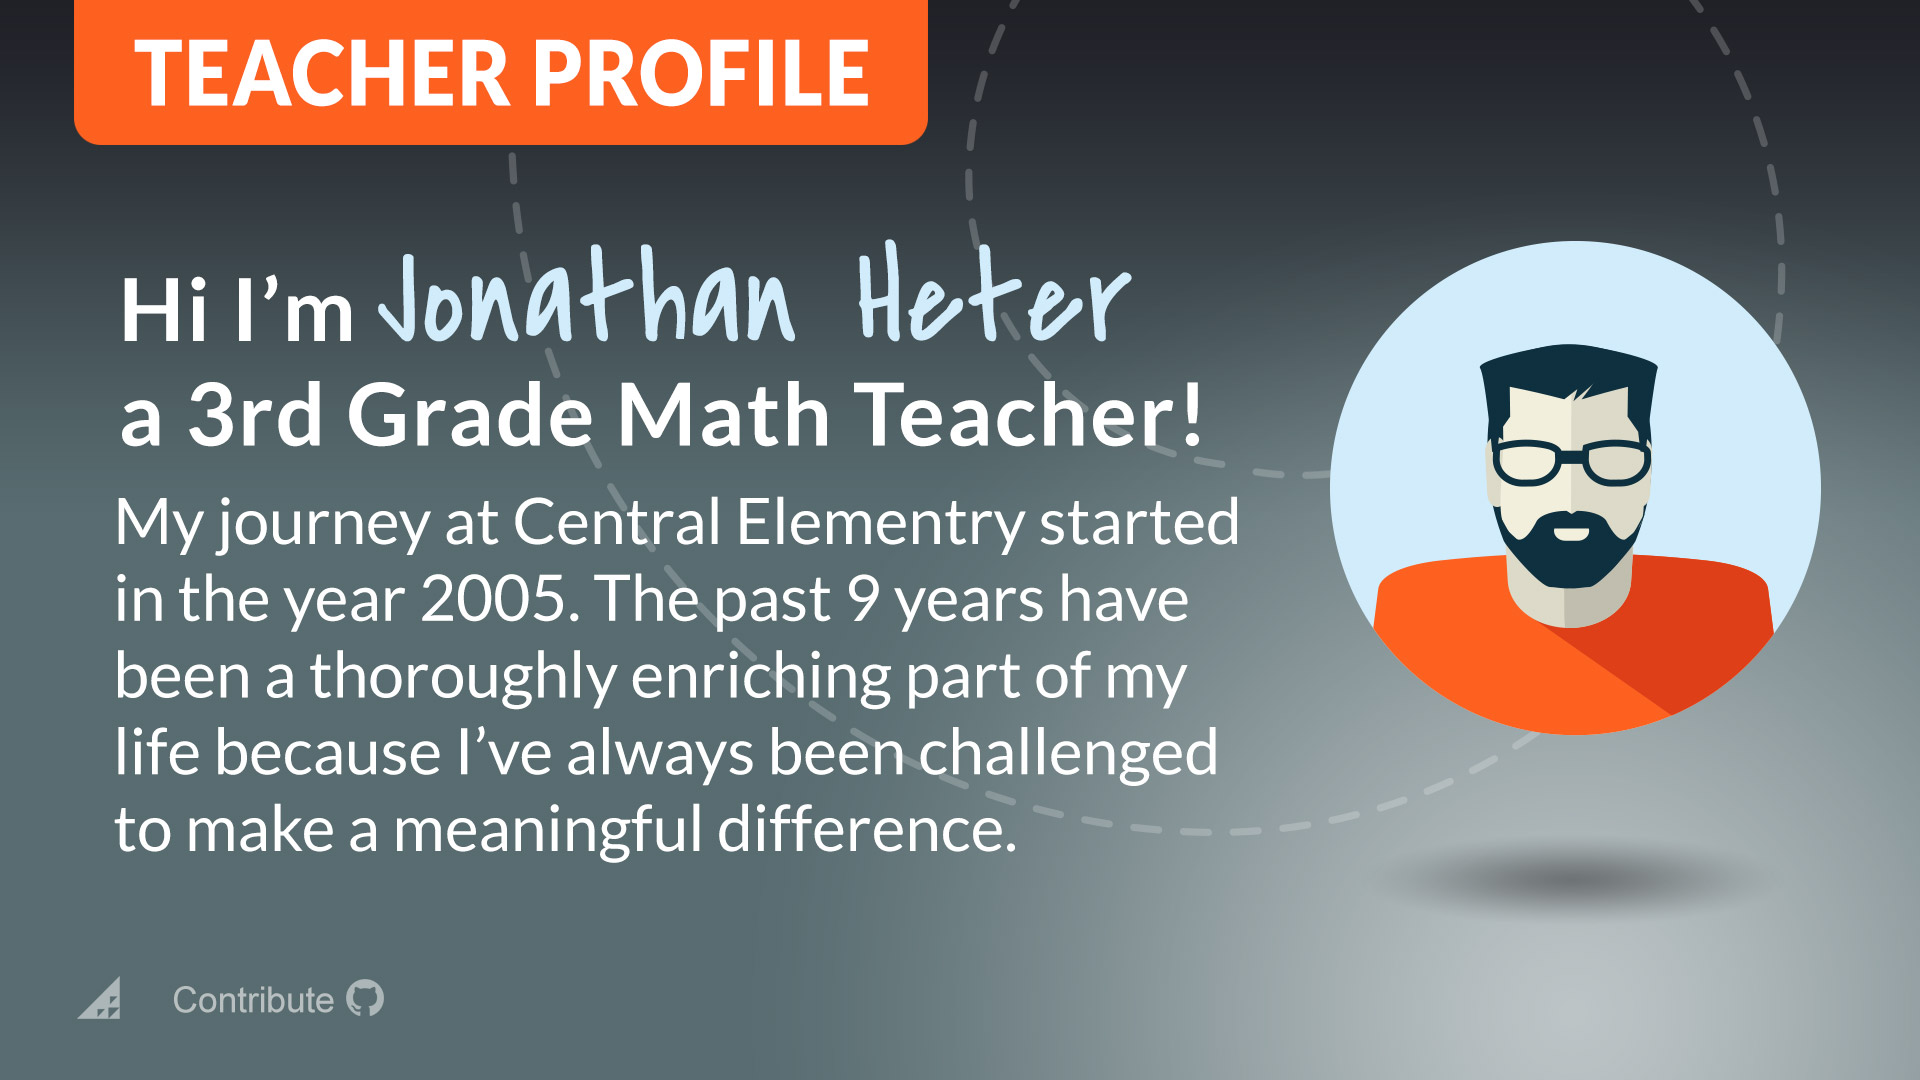 TEACHER PROFILE
Hi I’m Jonathan Heter
a 3rd Grade Math Teacher!
My journey at Central Elementry started
in the year 2005. The past 9 years have
been a thoroughly enriching part of my
life because I’ve always been challenged
to make a meaningful difference.
Contribute